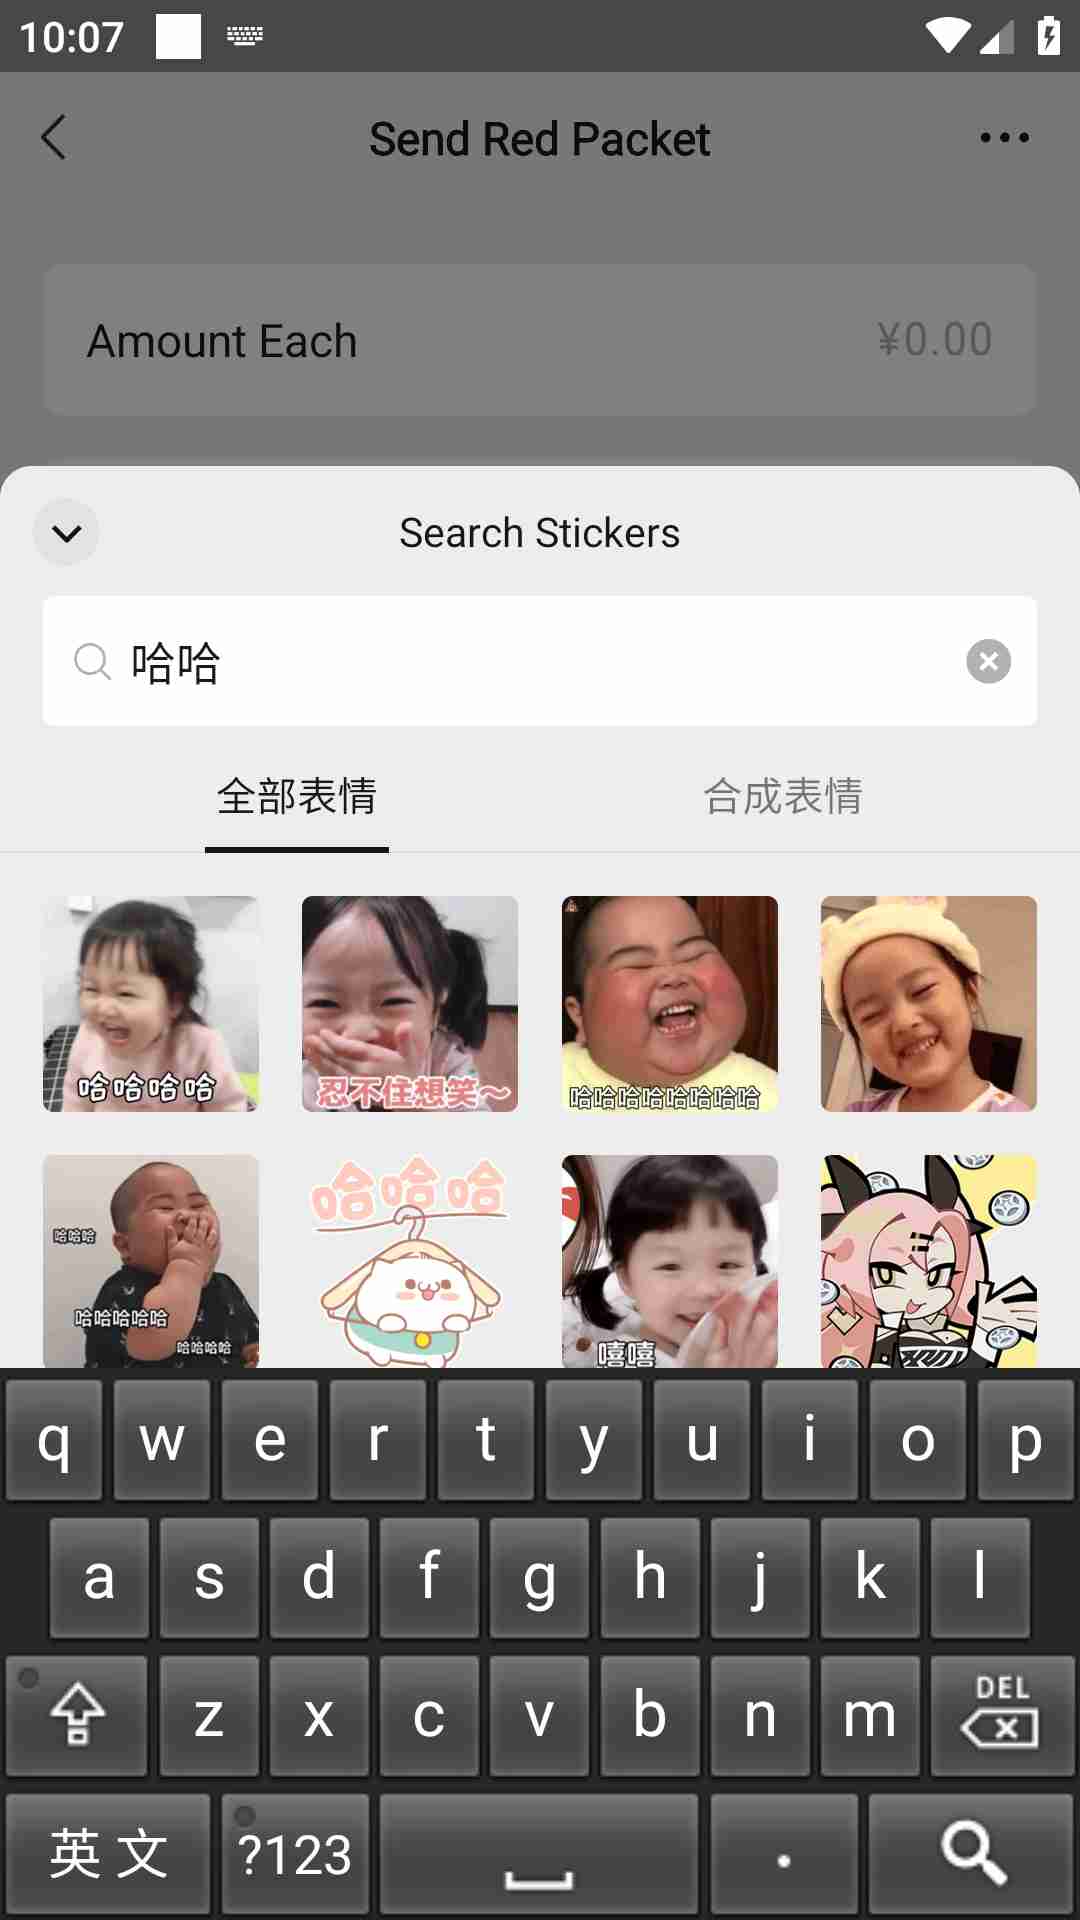 10:07
Send Red Packet
Amount Each ¥0.00
Search Stickers
哈哈
全部表情 合成表情
哈哈哈哈
忍不住想笑～
哈哈哈哈哈哈哈哈
哈哈哈
哈哈哈哈哈
哈哈哈哈
哈哈哈
嘻嘻
q w e r t y u i o p
a s d f g h j k l
z x c v b n m DEL
英文 ?123 .